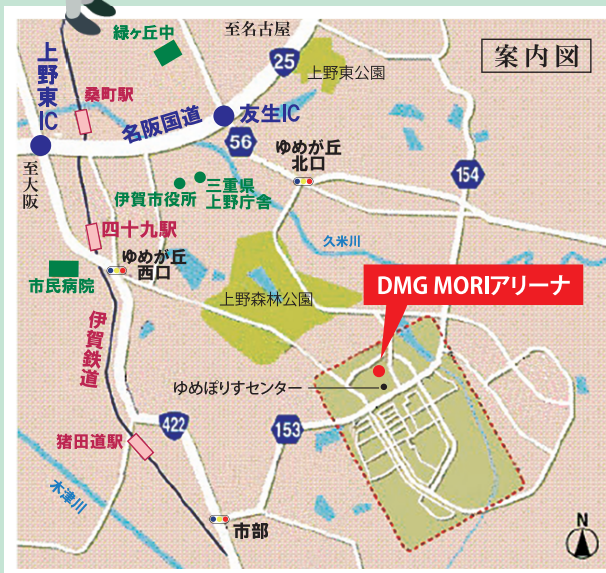 緑ヶ丘中
至名古屋
案内図
25
上野東公園
上野東IC
桑町駅
名阪国道
友生IC
56
ゆめが丘
北口
154
至大阪
伊賀市役所
三重県
上野庁舎
四十九駅
久米川
市民病院
ゆめが丘
西口
上野森林公園
DMG MORIアリーナ
伊賀鉄道
ゆめぽりすセンター
422
153
猪田道駅
木津川
市部
N